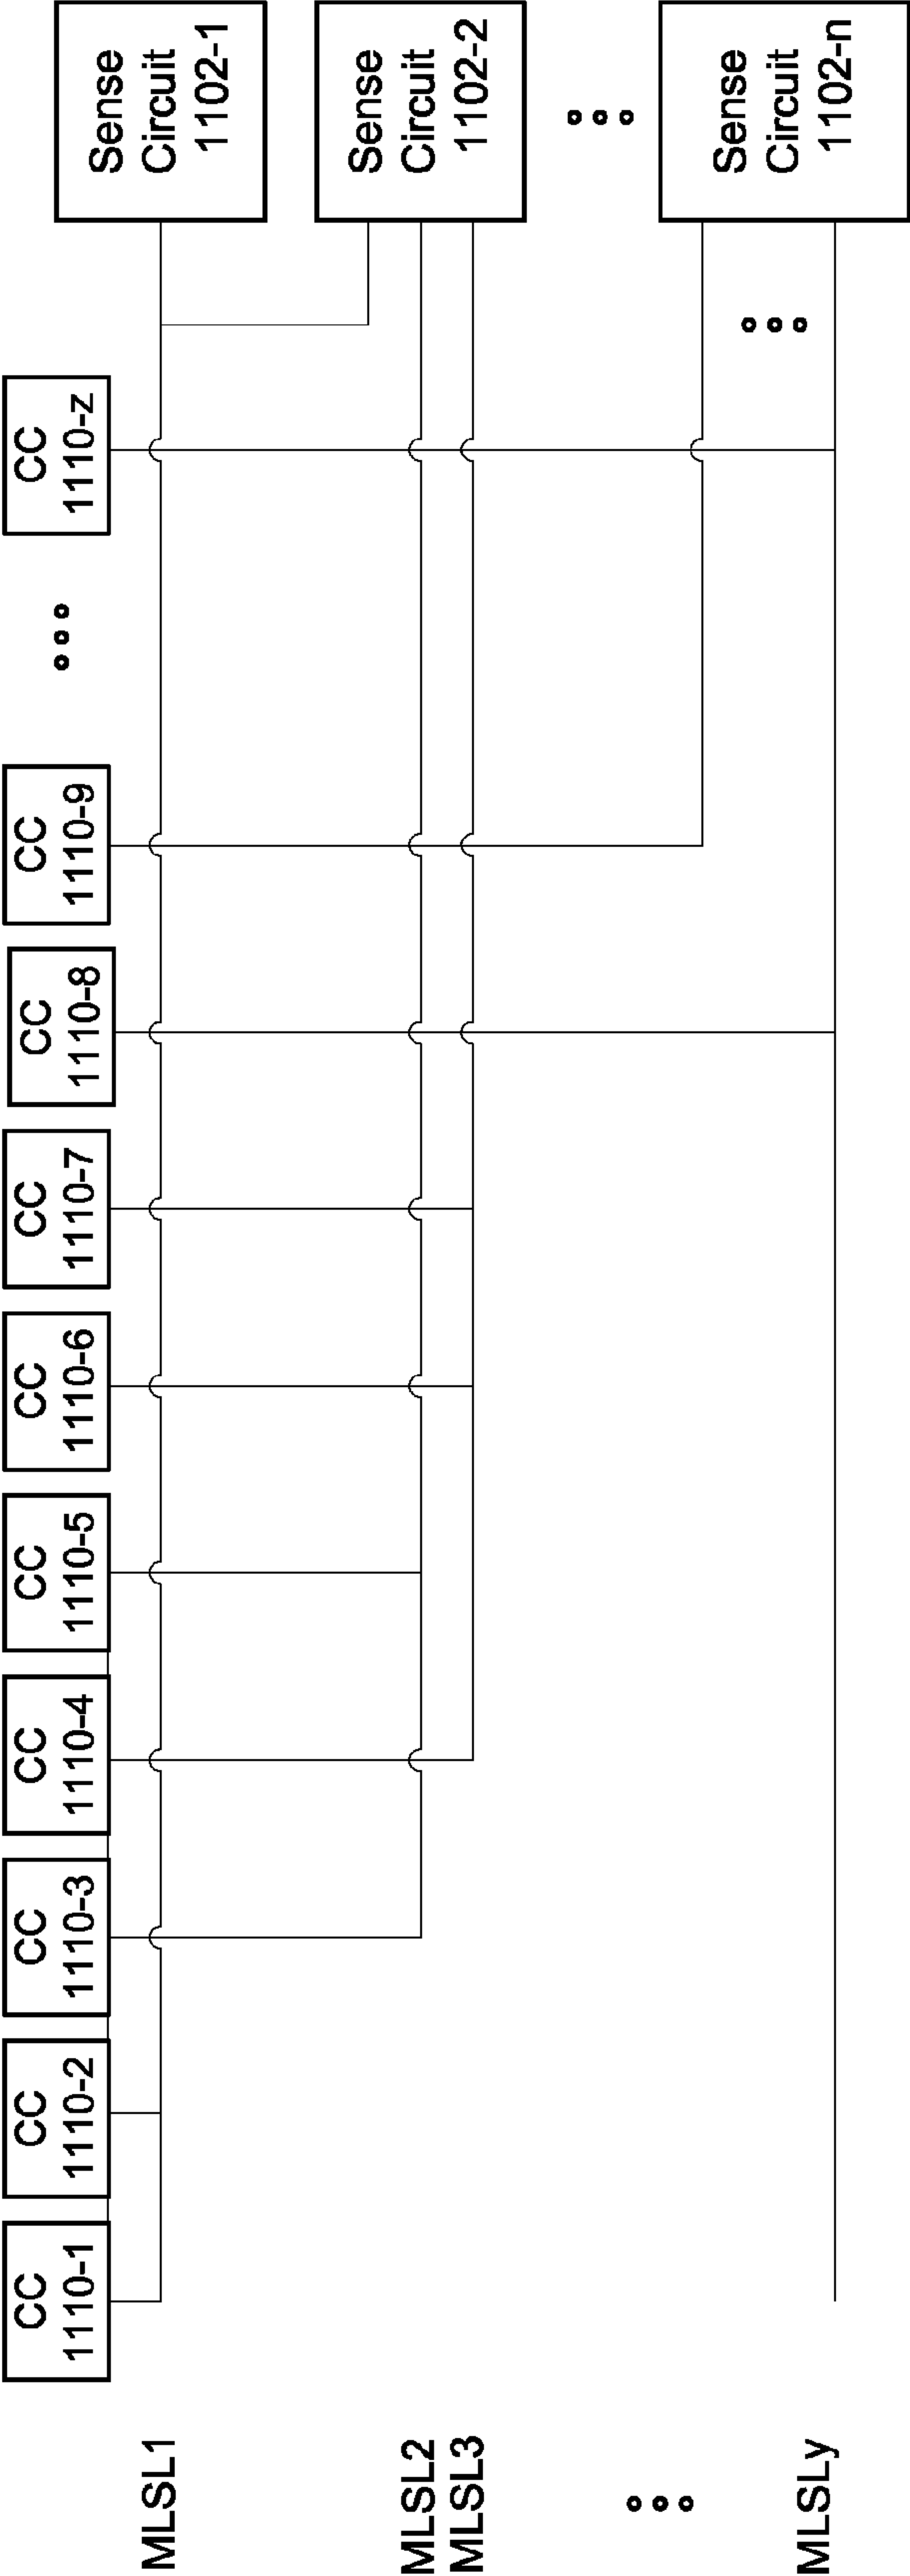 MLSL1
MLSL2
MLSL3
MLSLy
CC
1110-1
CC
1110-2
CC
1110-3
CC
1110-4
CC
1110-5
CC
1110-6
CC
1110-7
CC
1110-8
CC
1110-9
CC
1110-z
Sense
Circuit
1102-1
Sense
Circuit
1102-2
Sense
Circuit
1102-n